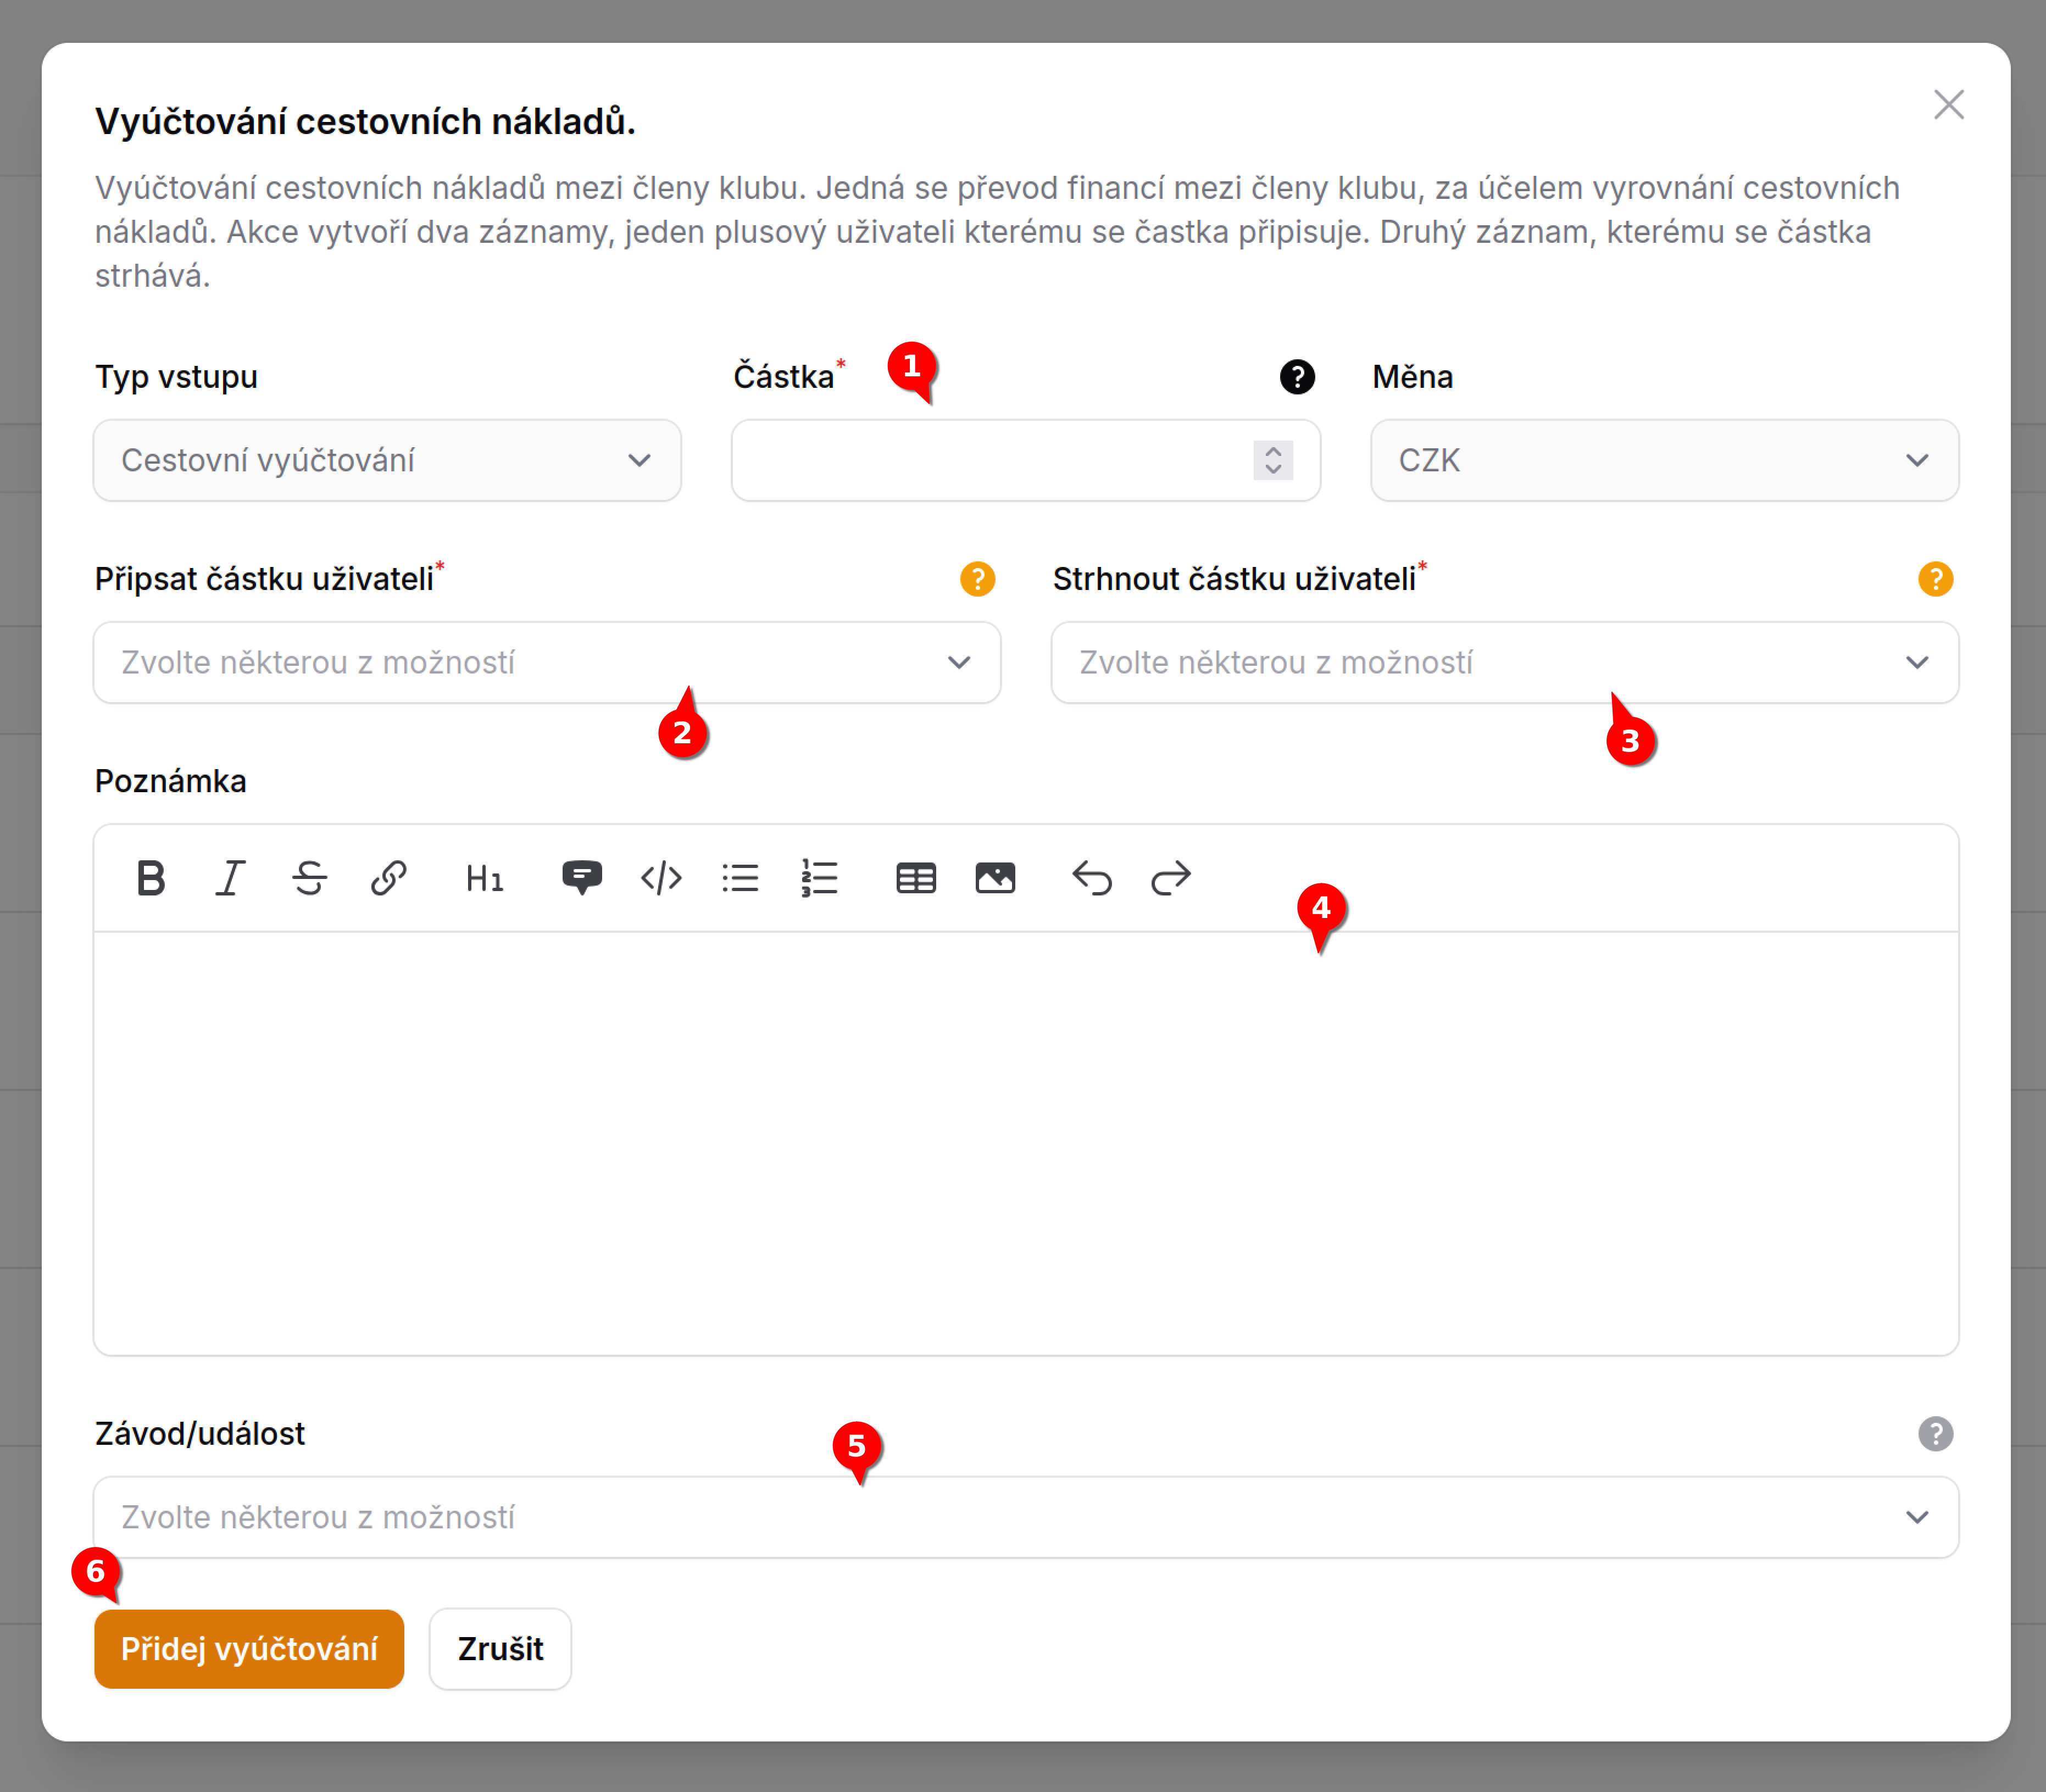 Vyúčtování cestovních nákladů.
Vyúčtování cestovních nákladů mezi členy klubu. Jedná se převod financí mezi členy klubu, za účelem vyrovnání cestovních
nákladů. Akce vytvoří dva záznamy, jeden plusový uživateli kterému se častka připisuje. Druhý záznam, kterému se částka
strhává.
Typ vstupu Částka* 1 ? Měna
Cestovní vyúčtování CZK
Připsat částku uživateli* ? Strhnout částku uživateli* ?
Zvolte některou z možností Zvolte některou z možností
2 3
Poznámka
B I S H1 1 2 3
4
Závod/událost 5 ?
Zvolte některou z možností
6
Přidej vyúčtování Zrušit